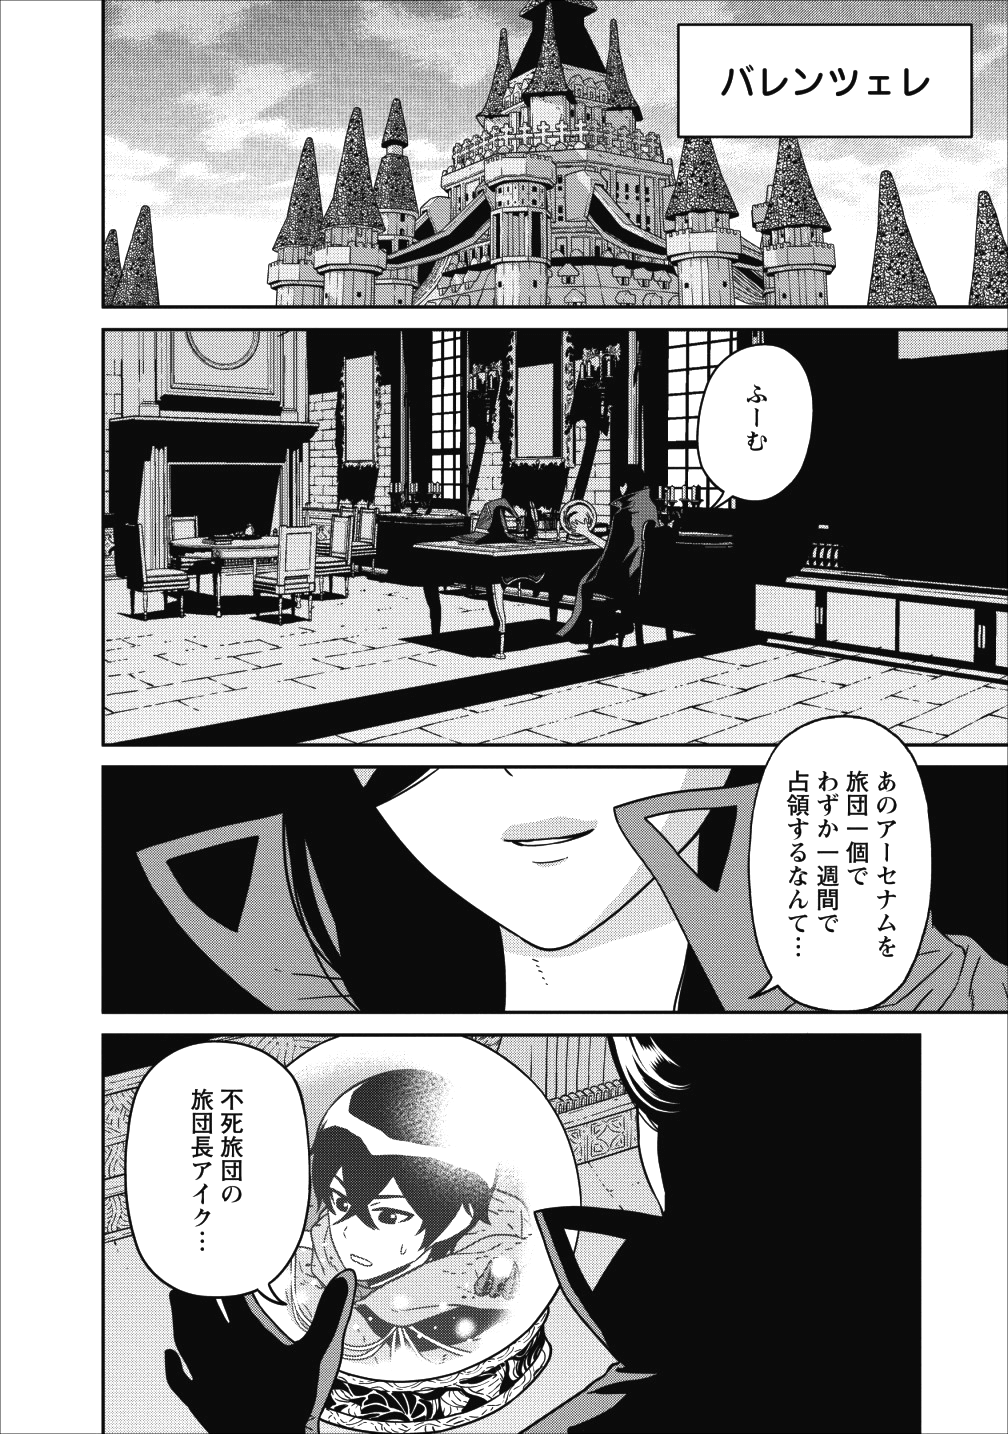 バレンツェレ
ふーむ
あのアーセナムを
旅団一個で
わずか一週間で
占領するなんて…
不死旅団の
旅団長アイク…